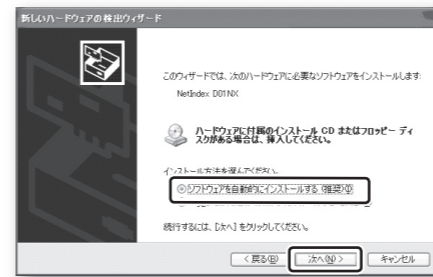 新しいハードウェアの検出ウィザード
このウィザードでは、次のハードウェアに必要なソフトウェアをインストールします:
NetIndex D01NX
ハードウェアに付属のインストール CD またはフロッピー ディ
スクがある場合は、挿入してください。
インストール方法を選んでください。
ソフトウェアを自動的にインストールする (推奨)(I)
続行するには、[次へ] をクリックしてください。
< 戻る(B)
次へ(N) >
キャンセル